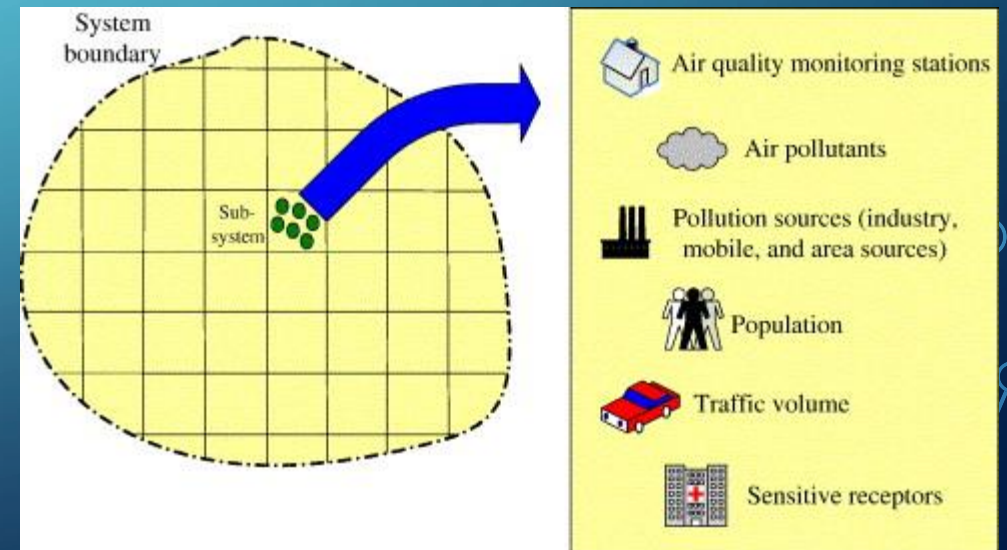 System
boundary
Sub-
system
Air quality monitoring stations
Air pollutants
Pollution sources (industry,
mobile, and area sources)
Population
Traffic volume
Sensitive receptors